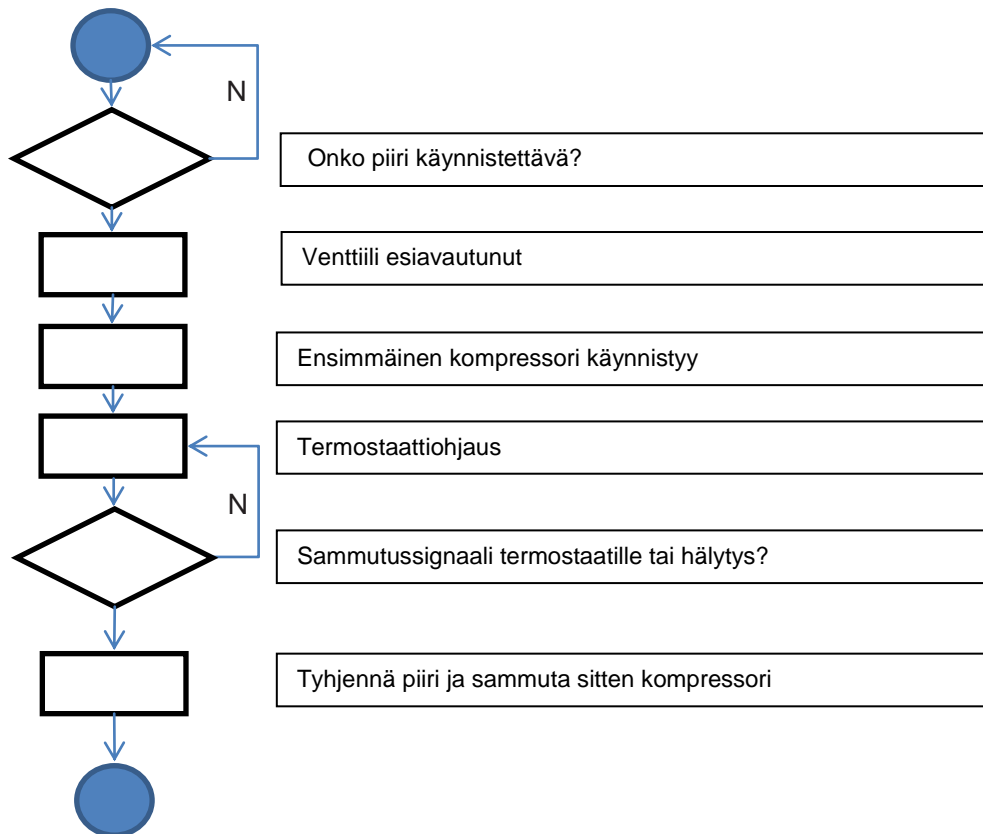 N
Onko piiri käynnistettävä?
Venttiili esiavautunut
Ensimmäinen kompressori käynnistyy
Termostaattiohjaus
N
Sammutussignaali termostaatille tai hälytys?
Tyhjennä piiri ja sammuta sitten kompressori